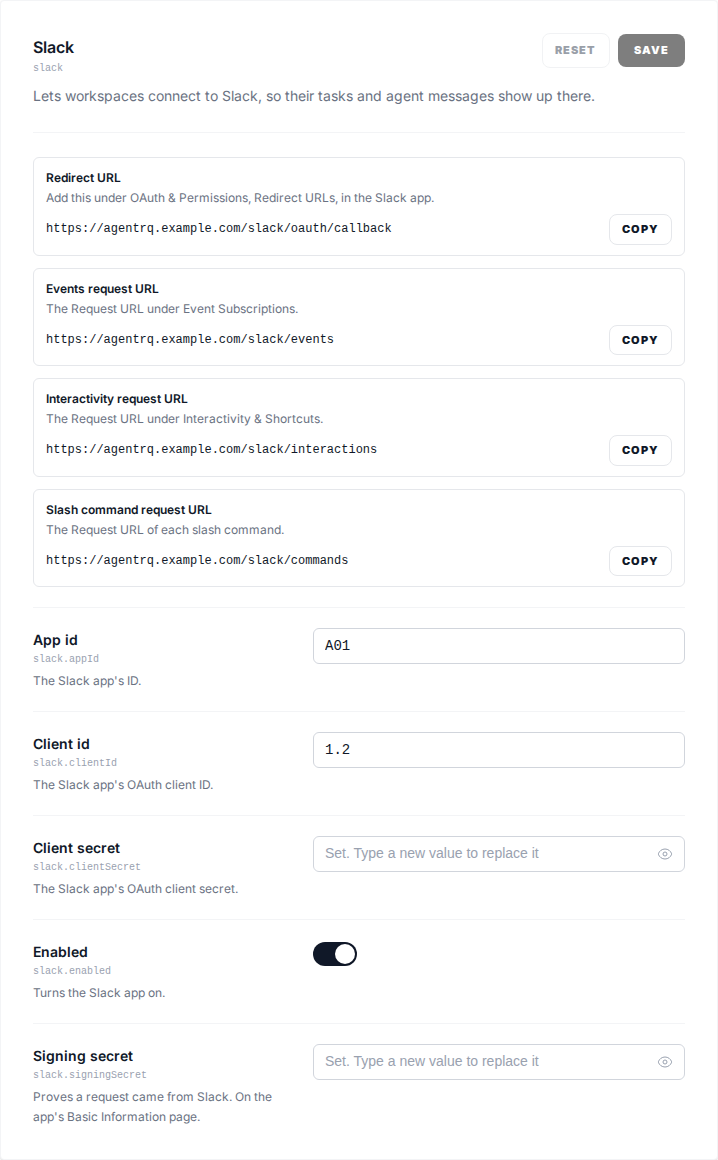 Slack
RESET
SAVE
slack
Lets workspaces connect to Slack, so their tasks and agent messages show up there.
Redirect URL
Add this under OAuth & Permissions, Redirect URLs, in the Slack app.
https://agentrq.example.com/slack/oauth/callback
COPY
Events request URL
The Request URL under Event Subscriptions.
https://agentrq.example.com/slack/events
COPY
Interactivity request URL
The Request URL under Interactivity & Shortcuts.
https://agentrq.example.com/slack/interactions
COPY
Slash command request URL
The Request URL of each slash command.
https://agentrq.example.com/slack/commands
COPY
App id
slack.appId
The Slack app's ID.
A01
Client id
slack.clientId
The Slack app's OAuth client ID.
1.2
Client secret
slack.clientSecret
The Slack app's OAuth client secret.
Set. Type a new value to replace it
Enabled
slack.enabled
Turns the Slack app on.
Signing secret
slack.signingSecret
Proves a request came from Slack. On the
app's Basic Information page.
Set. Type a new value to replace it